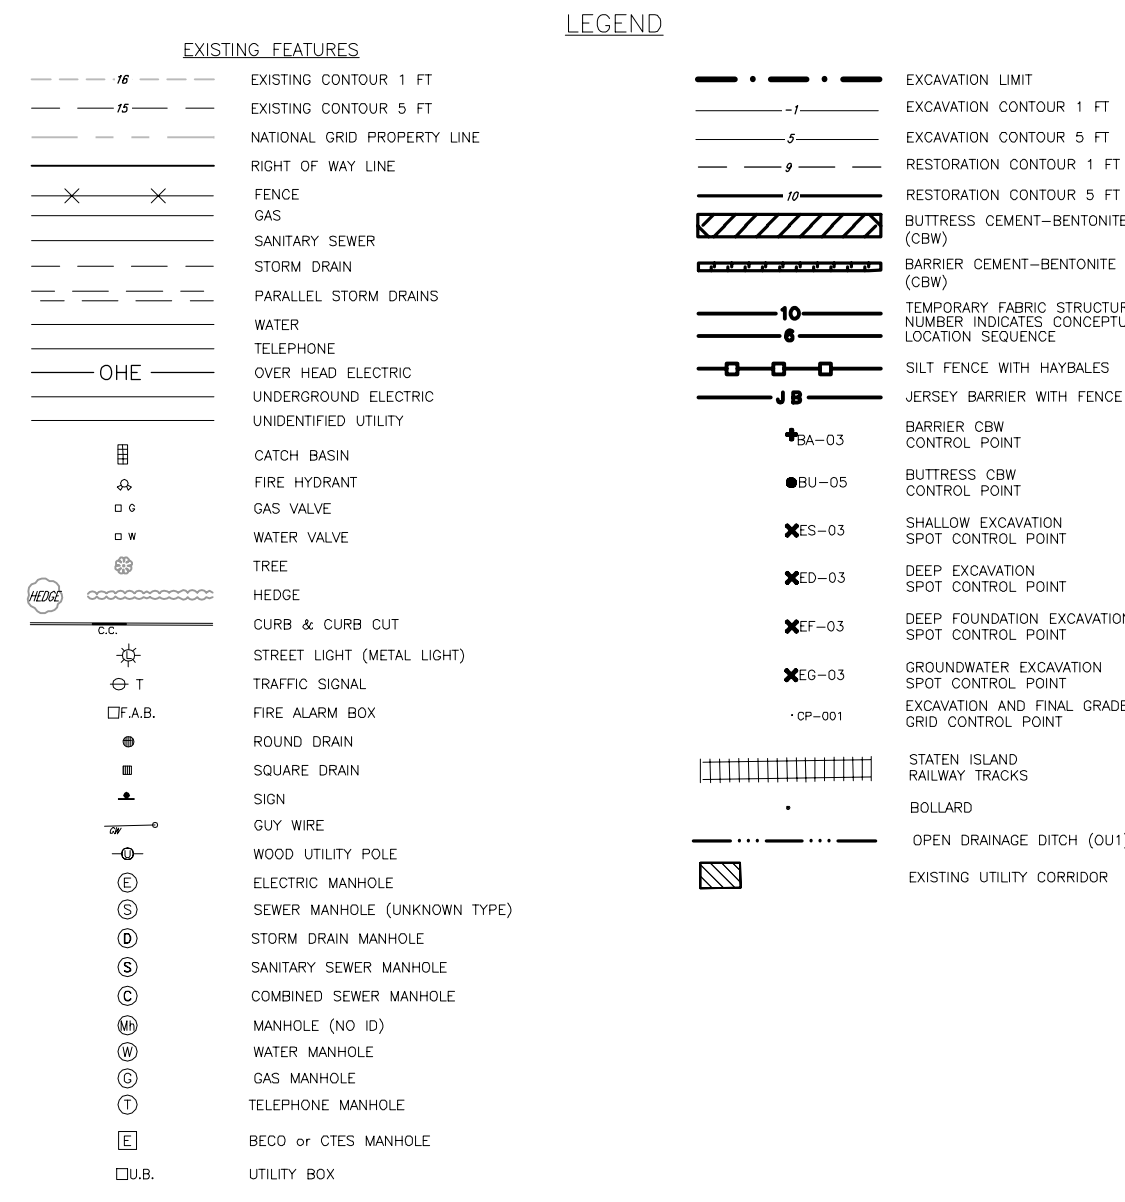 LEGEND
EXISTING FEATURES
16 EXISTING CONTOUR 1 FT
15 EXISTING CONTOUR 5 FT
NATIONAL GRID PROPERTY LINE
RIGHT OF WAY LINE
FENCE
GAS
SANITARY SEWER
STORM DRAIN
PARALLEL STORM DRAINS
WATER
TELEPHONE
OHE OVER HEAD ELECTRIC
UNDERGROUND ELECTRIC
UNIDENTIFIED UTILITY
CATCH BASIN
FIRE HYDRANT
G GAS VALVE
W WATER VALVE
TREE
HEDGE HEDGE
C.C. CURB & CURB CUT
L STREET LIGHT (METAL LIGHT)
T TRAFFIC SIGNAL
F.A.B. FIRE ALARM BOX
ROUND DRAIN
SQUARE DRAIN
SIGN
GW GUY WIRE
U WOOD UTILITY POLE
E ELECTRIC MANHOLE
S SEWER MANHOLE (UNKNOWN TYPE)
D STORM DRAIN MANHOLE
S SANITARY SEWER MANHOLE
C COMBINED SEWER MANHOLE
Mh MANHOLE (NO ID)
W WATER MANHOLE
G GAS MANHOLE
T TELEPHONE MANHOLE
E BECO or CTES MANHOLE
U.B. UTILITY BOX
EXCAVATION LIMIT
-1 EXCAVATION CONTOUR 1 FT
5 EXCAVATION CONTOUR 5 FT
9 RESTORATION CONTOUR 1 FT
10 RESTORATION CONTOUR 5 FT
BUTTRESS CEMENT-BENTONITE
(CBW)
BARRIER CEMENT-BENTONITE
(CBW)
10 TEMPORARY FABRIC STRUCTUR
NUMBER INDICATES CONCEPTU
6 LOCATION SEQUENCE
SILT FENCE WITH HAYBALES
J B JERSEY BARRIER WITH FENCE
BA-03 BARRIER CBW
CONTROL POINT
BU-05 BUTTRESS CBW
CONTROL POINT
ES-03 SHALLOW EXCAVATION
SPOT CONTROL POINT
ED-03 DEEP EXCAVATION
SPOT CONTROL POINT
EF-03 DEEP FOUNDATION EXCAVATION
SPOT CONTROL POINT
EG-03 GROUNDWATER EXCAVATION
SPOT CONTROL POINT
CP-001 EXCAVATION AND FINAL GRADE
GRID CONTROL POINT
STATEN ISLAND
RAILWAY TRACKS
BOLLARD
OPEN DRAINAGE DITCH (OU1)
EXISTING UTILITY CORRIDOR